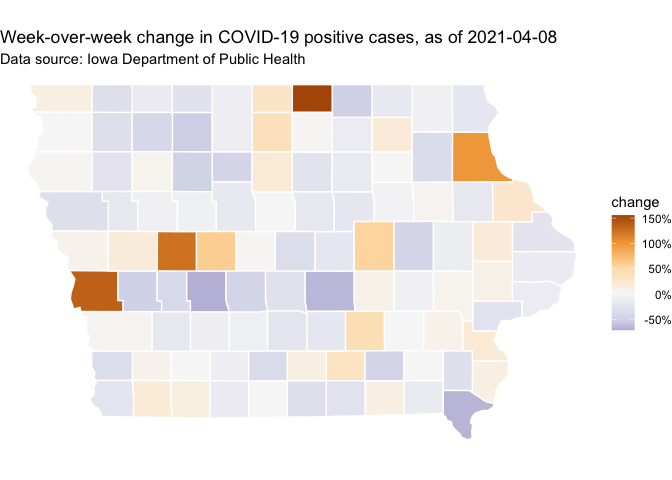 Week-over-week change in COVID-19 positive cases, as of 2021-04-08
Data source: Iowa Department of Public Health
change
150%
100%
50%
0%
-50%